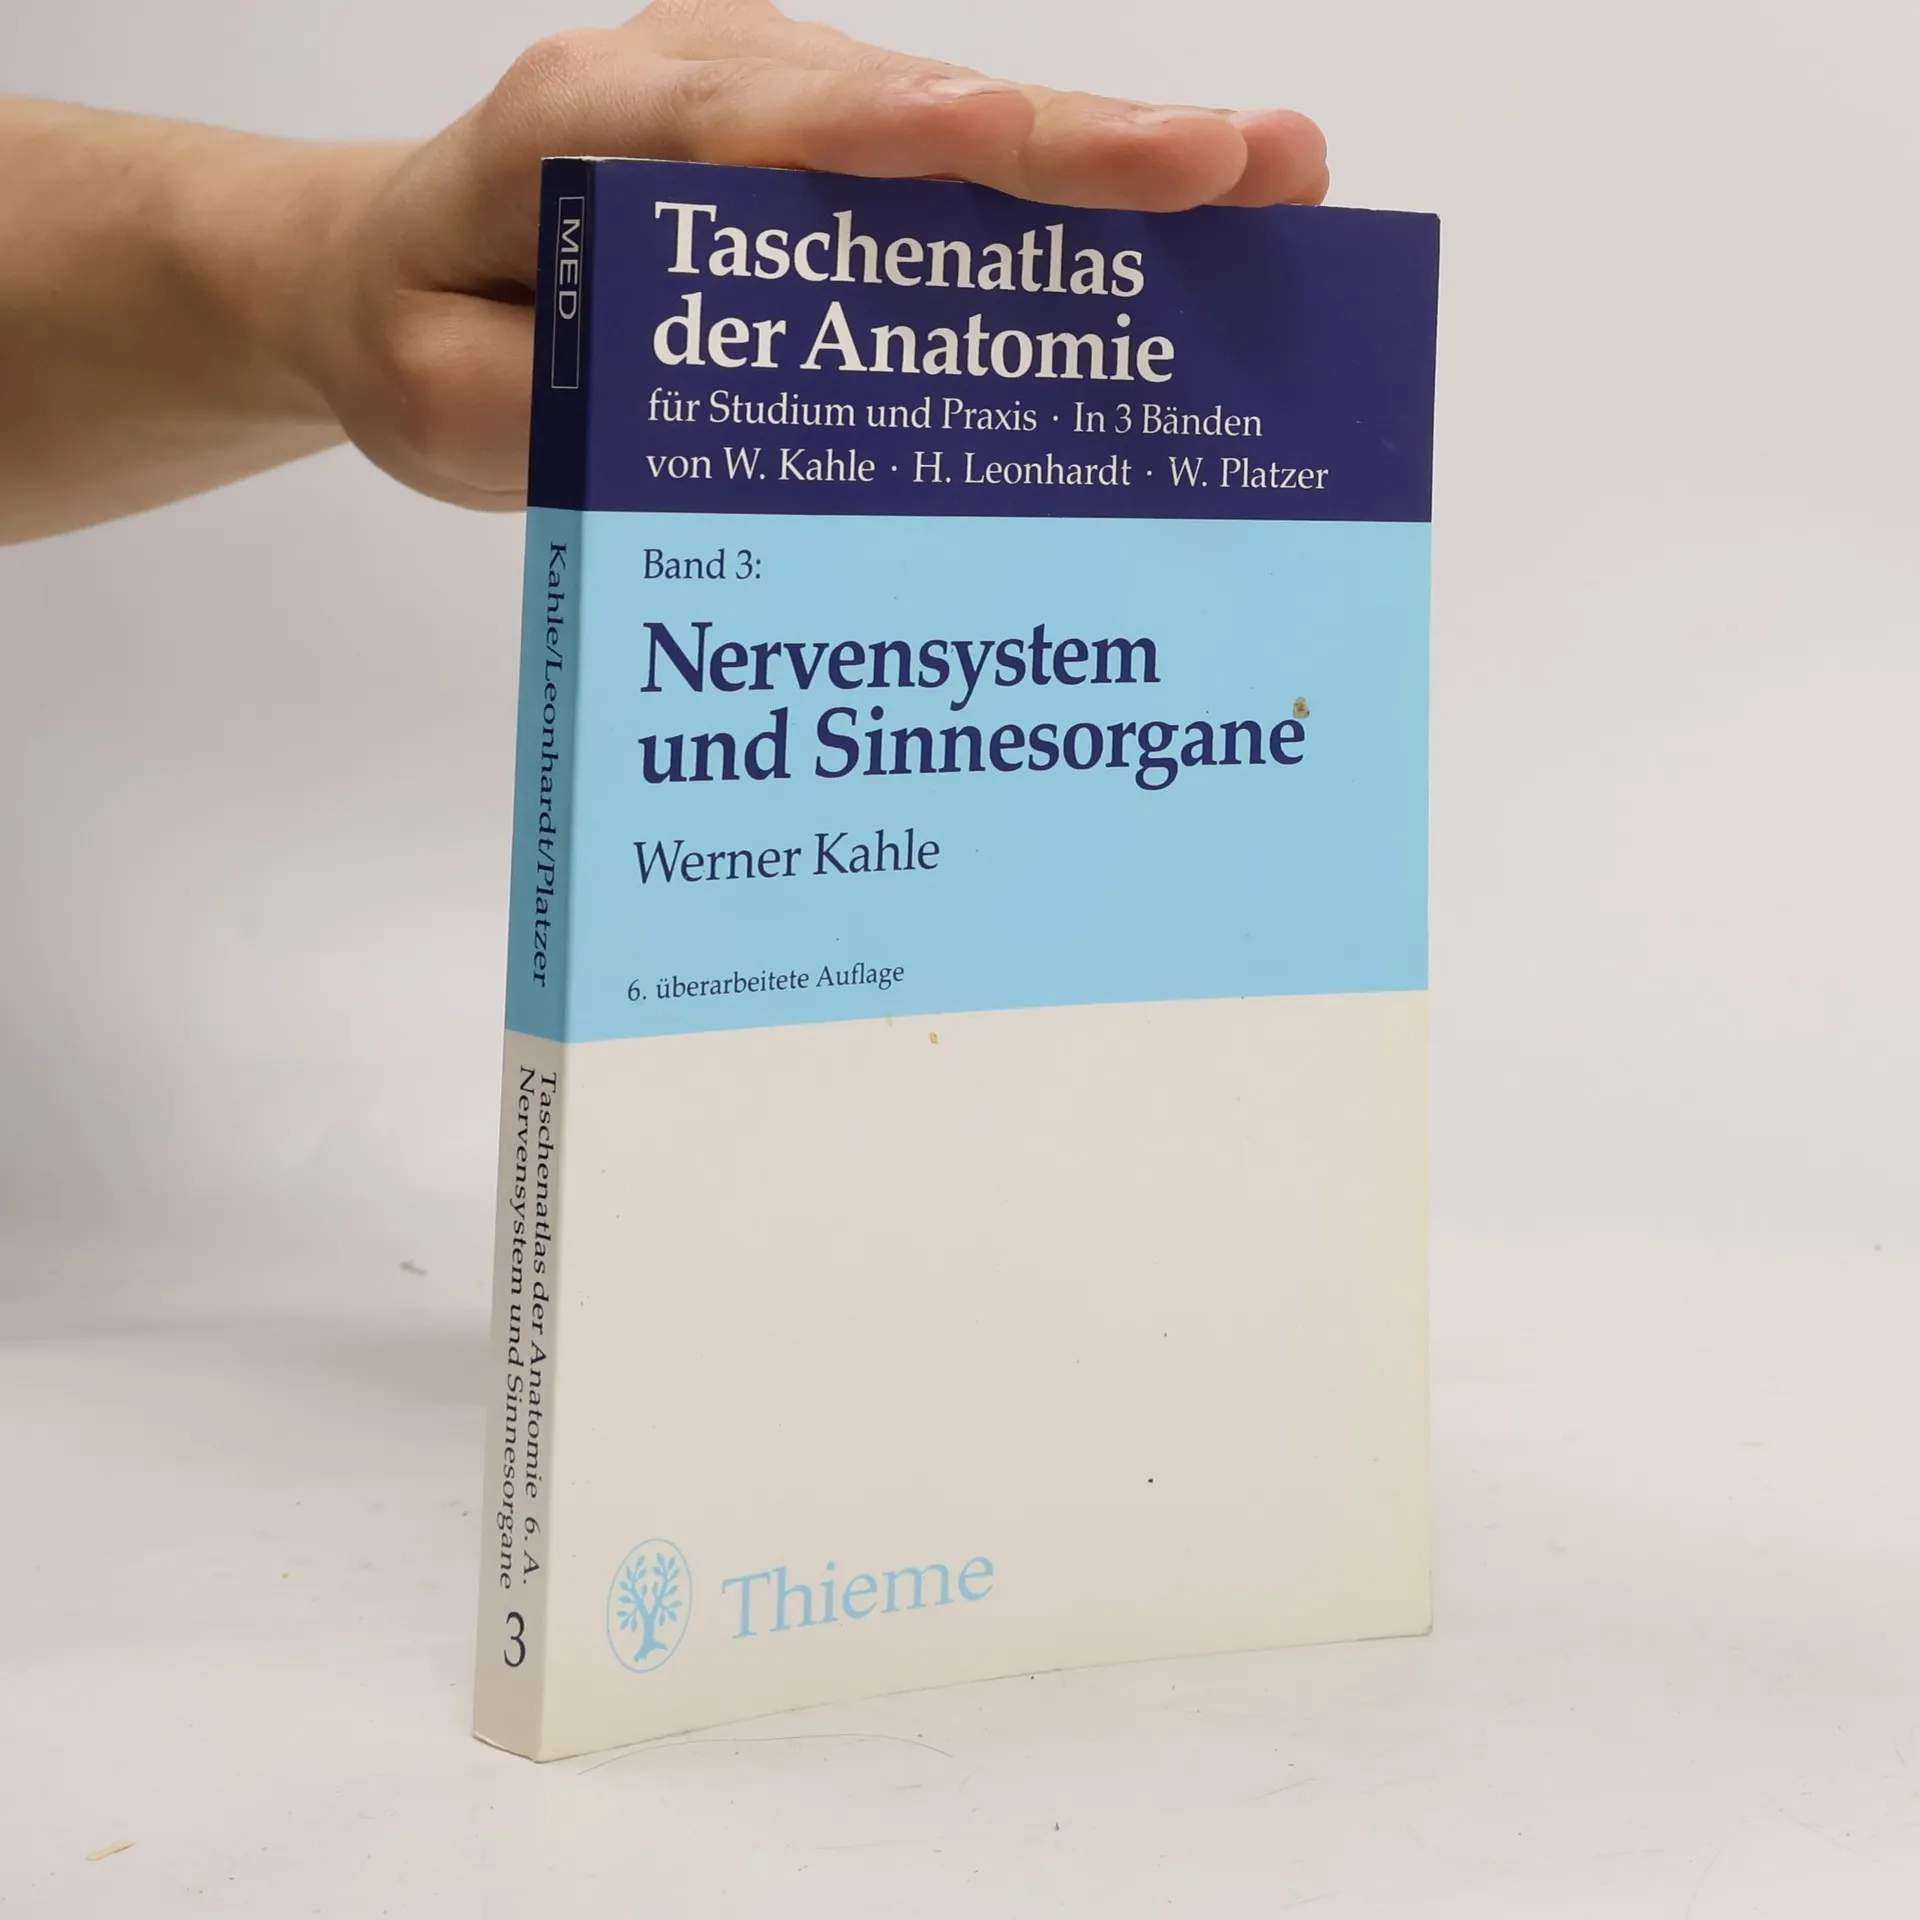 Taschenatlas
der Anatomie
für Studium und Praxis · In 3 Bänden
von W. Kahle · H. Leonhardt · W. Platzer
Band 3:
Nervensystem
und Sinnesorgane
Werner Kahle
6. überarbeitete Auflage
Thieme
MED
Kahle/Leonhardt/Platzer
Taschenatlas der Anatomie 6. A.
Nervensystem und Sinnesorgane
3